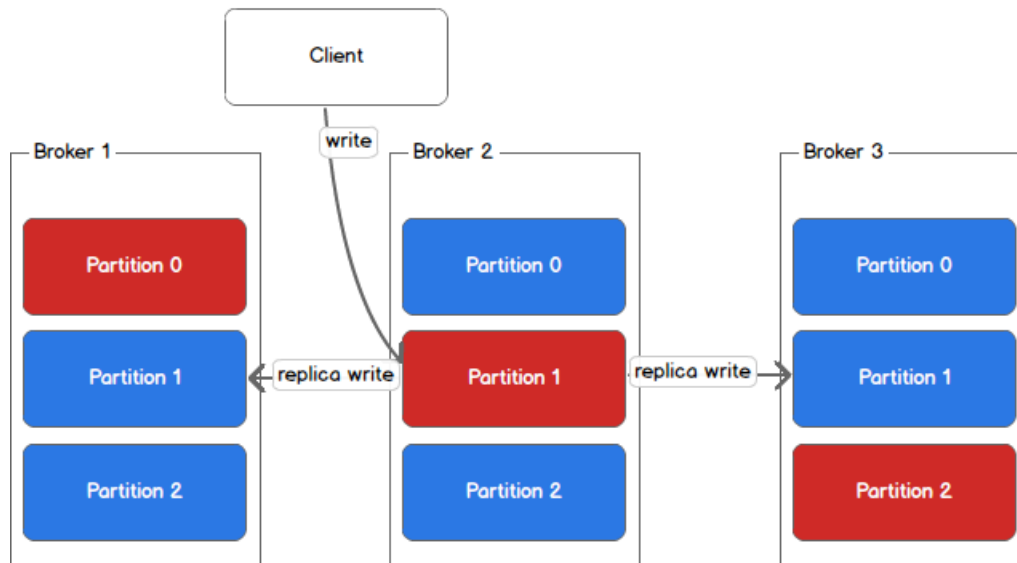 Client
write
Broker 1
Broker 2
Broker 3
Partition 0
Partition 0
Partition 0
Partition 1
replica write
Partition 1
replica write
Partition 1
Partition 2
Partition 2
Partition 2